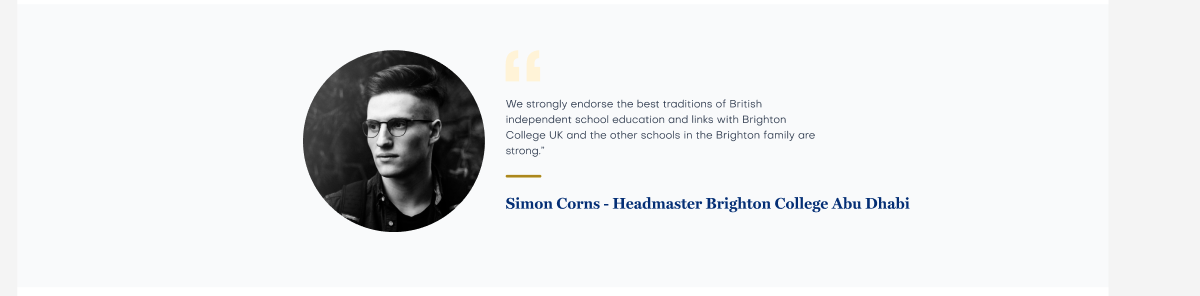 “
We strongly endorse the best traditions of British
independent school education and links with Brighton
College UK and the other schools in the Brighton family are
strong.”
Simon Corns - Headmaster Brighton College Abu Dhabi